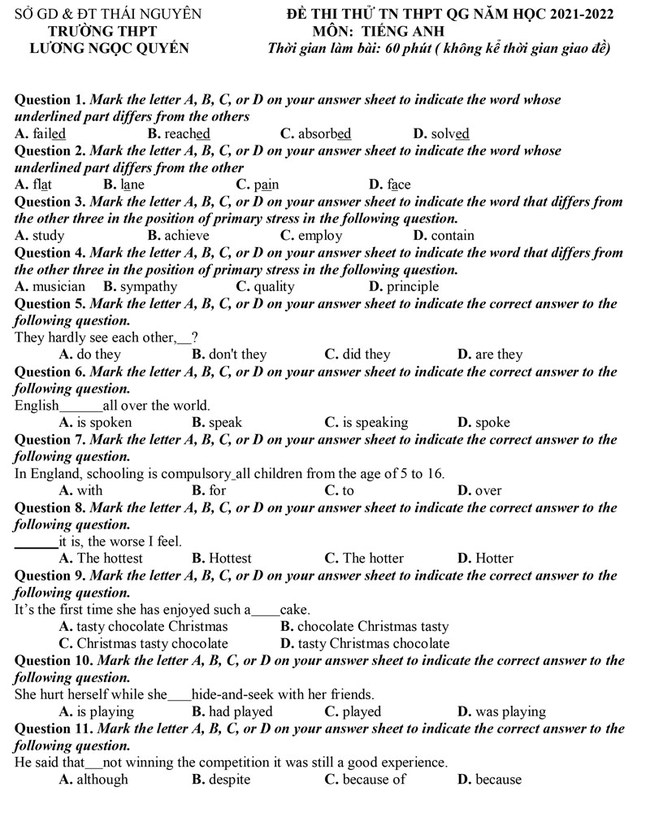 SỞ GD & ĐT THÁI NGUYÊN
TRƯỜNG THPT
LƯƠNG NGỌC QUYẾN
ĐỀ THI THỬ TN THPT QG NĂM HỌC 2021-2022
MÔN: TIẾNG ANH
Thời gian làm bài: 60 phút ( không kể thời gian giao đề)
Question 1. Mark the letter A, B, C, or D on your answer sheet to indicate the word whose
underlined part differs from the others
A. failed B. reached C. absorbed D. solved
Question 2. Mark the letter A, B, C, or D on your answer sheet to indicate the word whose
underlined part differs from the other
A. flat B. lane C. pain D. face
Question 3. Mark the letter A, B, C, or D on your answer sheet to indicate the word that differs from
the other three in the position of primary stress in the following question.
A. study B. achieve C. employ D. contain
Question 4. Mark the letter A, B, C, or D on your answer sheet to indicate the word that differs from
the other three in the position of primary stress in the following question.
A. musician B. sympathy C. quality D. principle
Question 5. Mark the letter A, B, C, or D on your answer sheet to indicate the correct answer to the
following question.
They hardly see each other,__?
A. do they B. don't they C. did they D. are they
Question 6. Mark the letter A, B, C, or D on your answer sheet to indicate the correct answer to the
following question.
English______all over the world.
A. is spoken B. speak C. is speaking D. spoke
Question 7. Mark the letter A, B, C, or D on your answer sheet to indicate the correct answer to the
following question.
In England, schooling is compulsory_all children from the age of 5 to 16.
A. with B. for C. to D. over
Question 8. Mark the letter A, B, C, or D on your answer sheet to indicate the correct answer to the
following question.
______it is, the worse I feel.
A. The hottest B. Hottest C. The hotter D. Hotter
Question 9. Mark the letter A, B, C, or D on your answer sheet to indicate the correct answer to the
following question.
It's the first time she has enjoyed such a____cake.
A. tasty chocolate Christmas B. chocolate Christmas tasty
C. Christmas tasty chocolate D. tasty Christmas chocolate
Question 10. Mark the letter A, B, C, or D on your answer sheet to indicate the correct answer to the
following question.
She hurt herself while she___hide-and-seek with her friends.
A. is playing B. had played C. played D. was playing
Question 11. Mark the letter A, B, C, or D on your answer sheet to indicate the correct answer to the
following question.
He said that__not winning the competition it was still a good experience.
A. although B. despite C. because of D. because